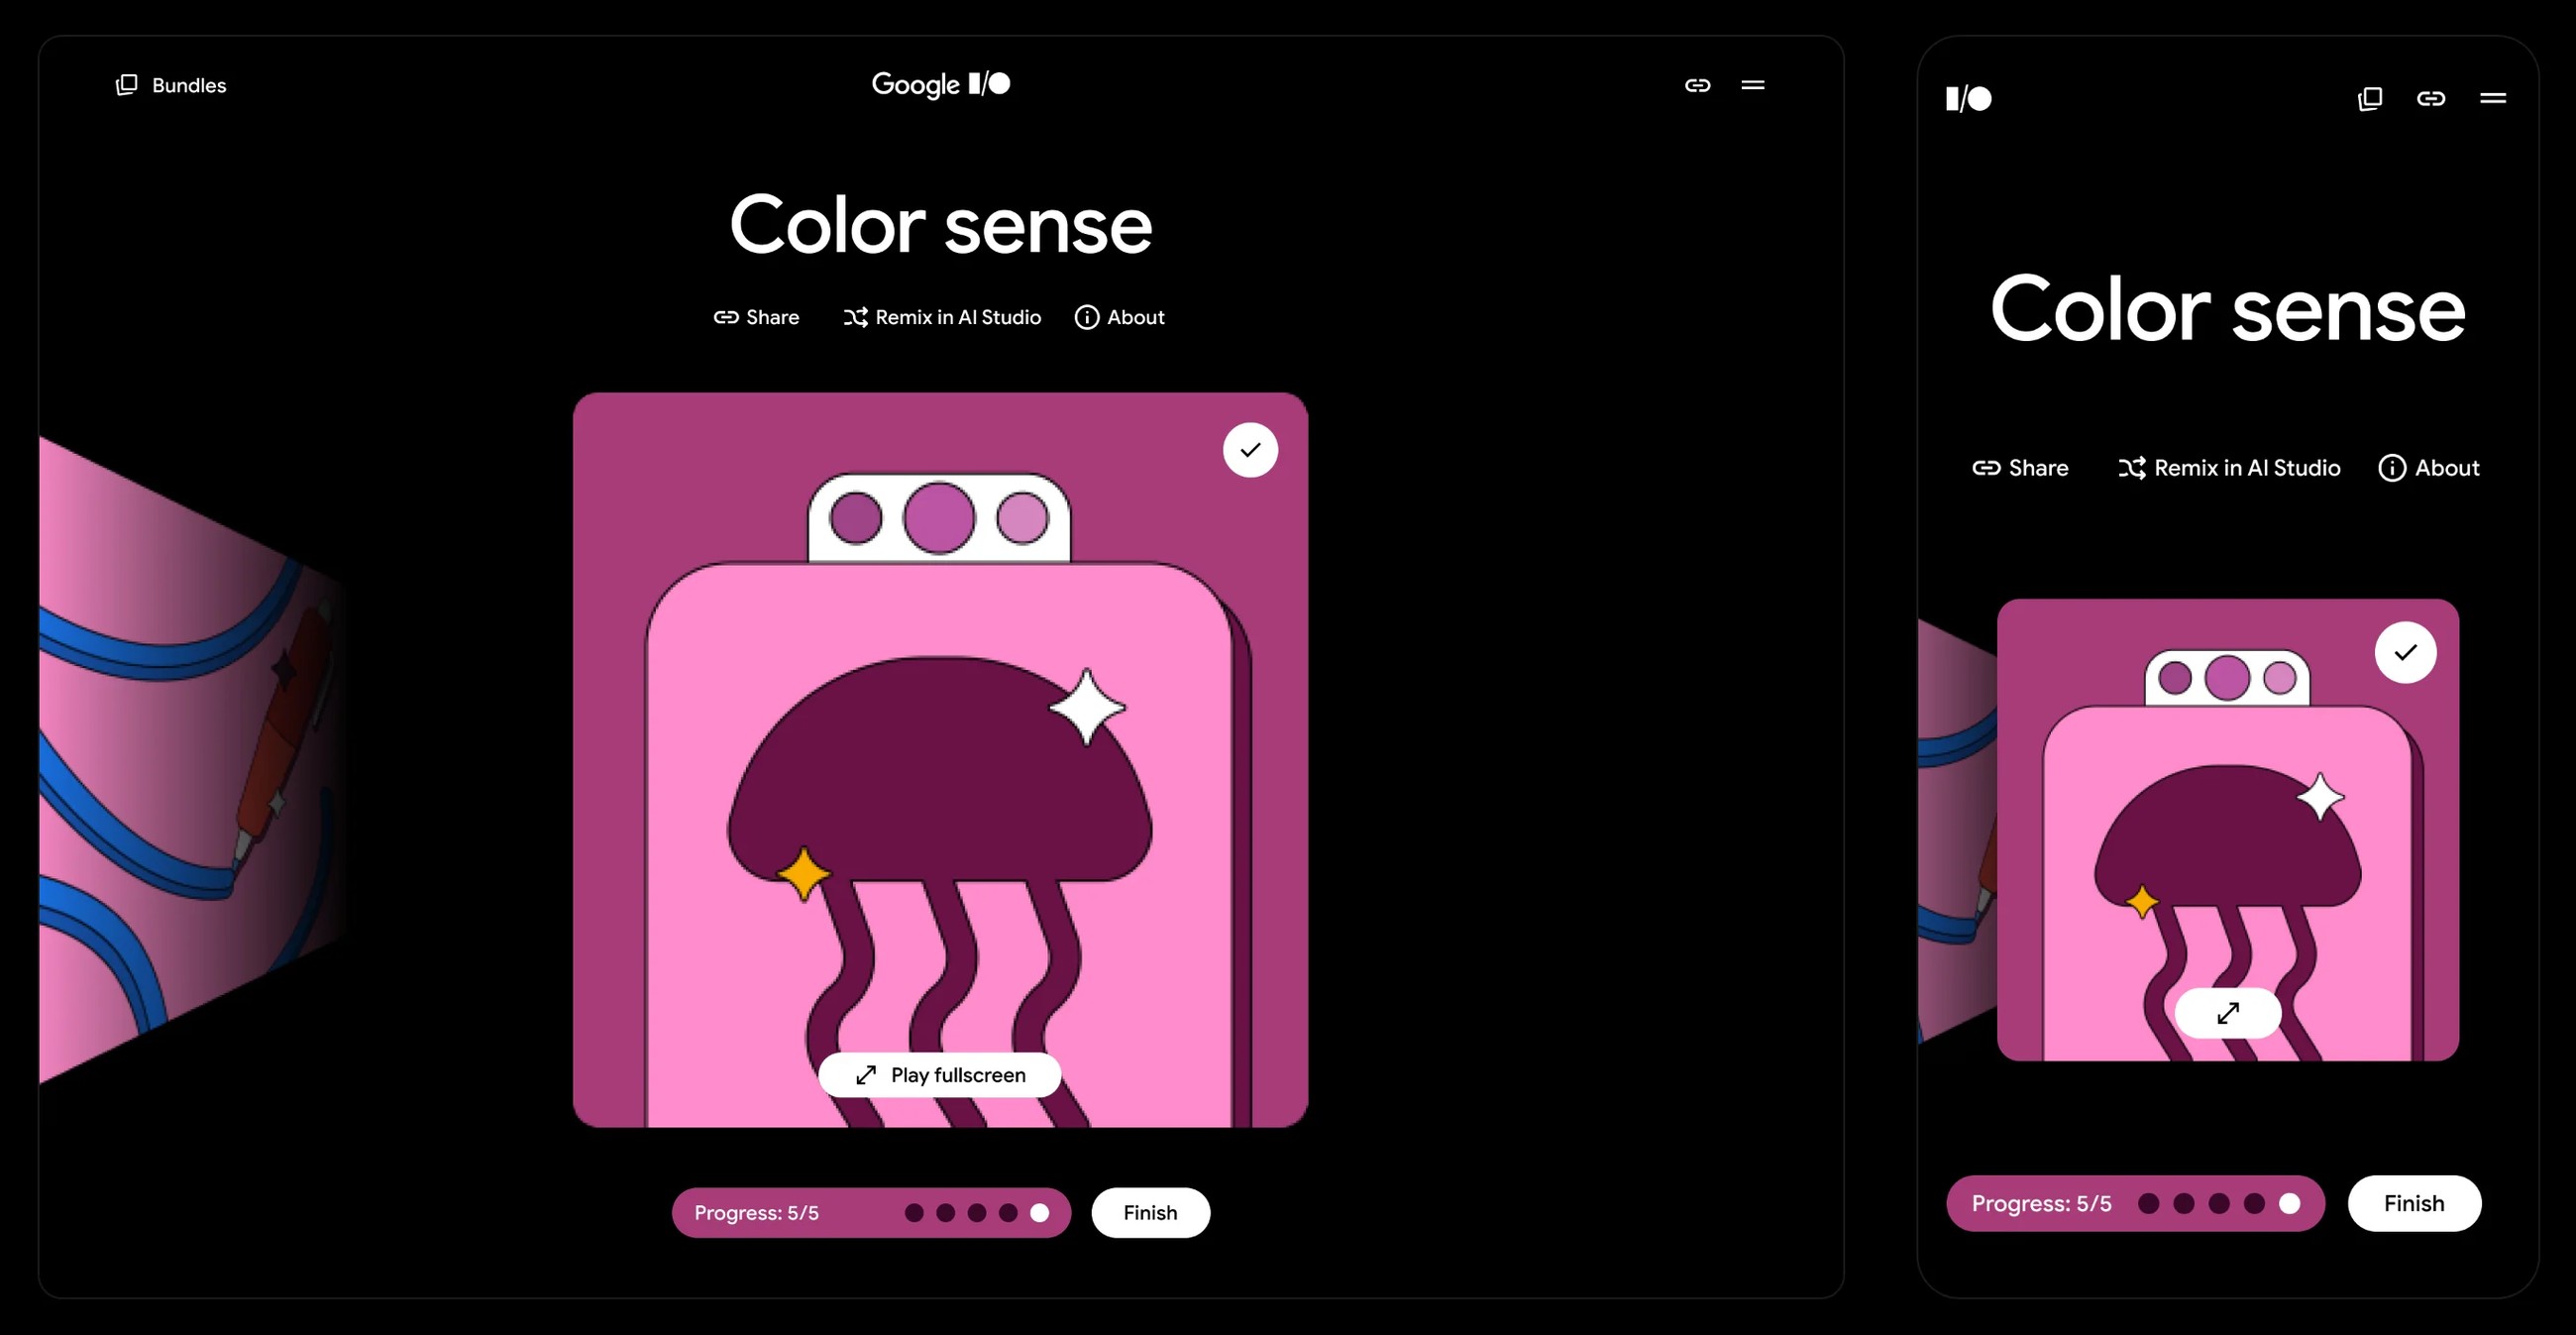 Bundles
Google I/O
Color sense
Share Remix in AI Studio About
Play fullscreen
Progress: 5/5 Finish
I/O
Color sense
Share Remix in AI Studio About
Progress: 5/5 Finish